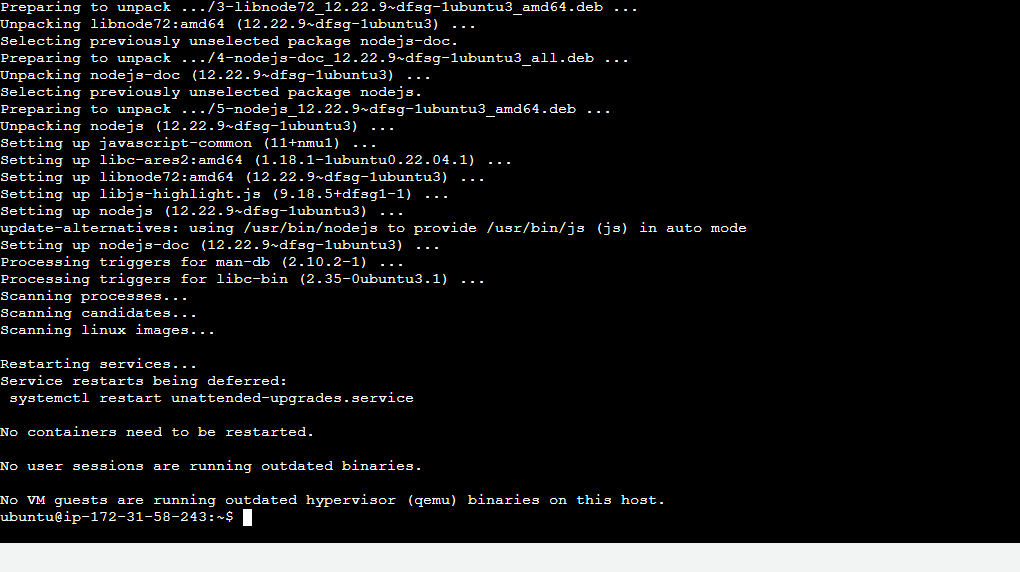 Preparing to unpack .../3-libnode72_12.22.9~dfsg-1ubuntu3_amd64.deb ...
Unpacking libnode72:amd64 (12.22.9~dfsg-1ubuntu3) ...
Selecting previously unselected package nodejs-doc.
Preparing to unpack .../4-nodejs-doc_12.22.9~dfsg-1ubuntu3_all.deb ...
Unpacking nodejs-doc (12.22.9~dfsg-1ubuntu3) ...
Selecting previously unselected package nodejs.
Preparing to unpack .../5-nodejs_12.22.9~dfsg-1ubuntu3_amd64.deb ...
Unpacking nodejs (12.22.9~dfsg-1ubuntu3) ...
Setting up javascript-common (11+nmu1) ...
Setting up libc-ares2:amd64 (1.18.1-1ubuntu0.22.04.1) ...
Setting up libnode72:amd64 (12.22.9~dfsg-1ubuntu3) ...
Setting up libjs-highlight.js (9.18.5+dfsg1-1) ...
Setting up nodejs (12.22.9~dfsg-1ubuntu3) ...
update-alternatives: using /usr/bin/nodejs to provide /usr/bin/js (js) in auto mode
Setting up nodejs-doc (12.22.9~dfsg-1ubuntu3) ...
Processing triggers for man-db (2.10.2-1) ...
Processing triggers for libc-bin (2.35-0ubuntu3.1) ...
Scanning processes...
Scanning candidates...
Scanning linux images...

Restarting services...
Service restarts being deferred:
 systemctl restart unattended-upgrades.service

No containers need to be restarted.

No user sessions are running outdated binaries.

No VM guests are running outdated hypervisor (qemu) binaries on this host.
ubuntu@ip-172-31-58-243:~$